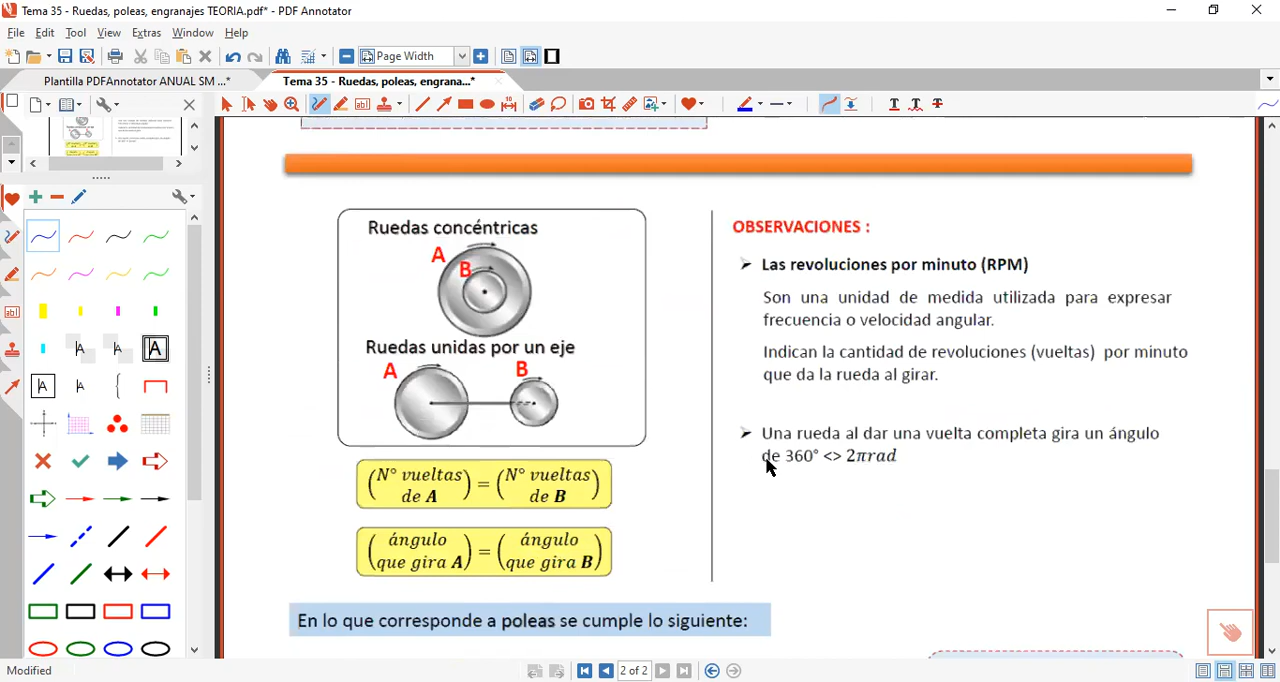 Tema 35 - Ruedas, poleas, engranajes TEORIA.pdf* - PDF Annotator
File Edit Tool View Extras Window Help
Page Width
Plantilla PDFAnnotator ANUAL SM ...*
Tema 35 - Ruedas, poleas, engrana...*
Ruedas concéntricas
A
B
Ruedas unidas por un eje
A
B
(N° vueltas de A) = (N° vueltas de B)
(ángulo que gira A) = (ángulo que gira B)
OBSERVACIONES :
➢ Las revoluciones por minuto (RPM)
Son una unidad de medida utilizada para expresar
frecuencia o velocidad angular.
Indican la cantidad de revoluciones (vueltas) por minuto
que da la rueda al girar.
➢ Una rueda al dar una vuelta completa gira un ángulo
de 360° <> 2πrad
En lo que corresponde a poleas se cumple lo siguiente:
Modified
2 of 2